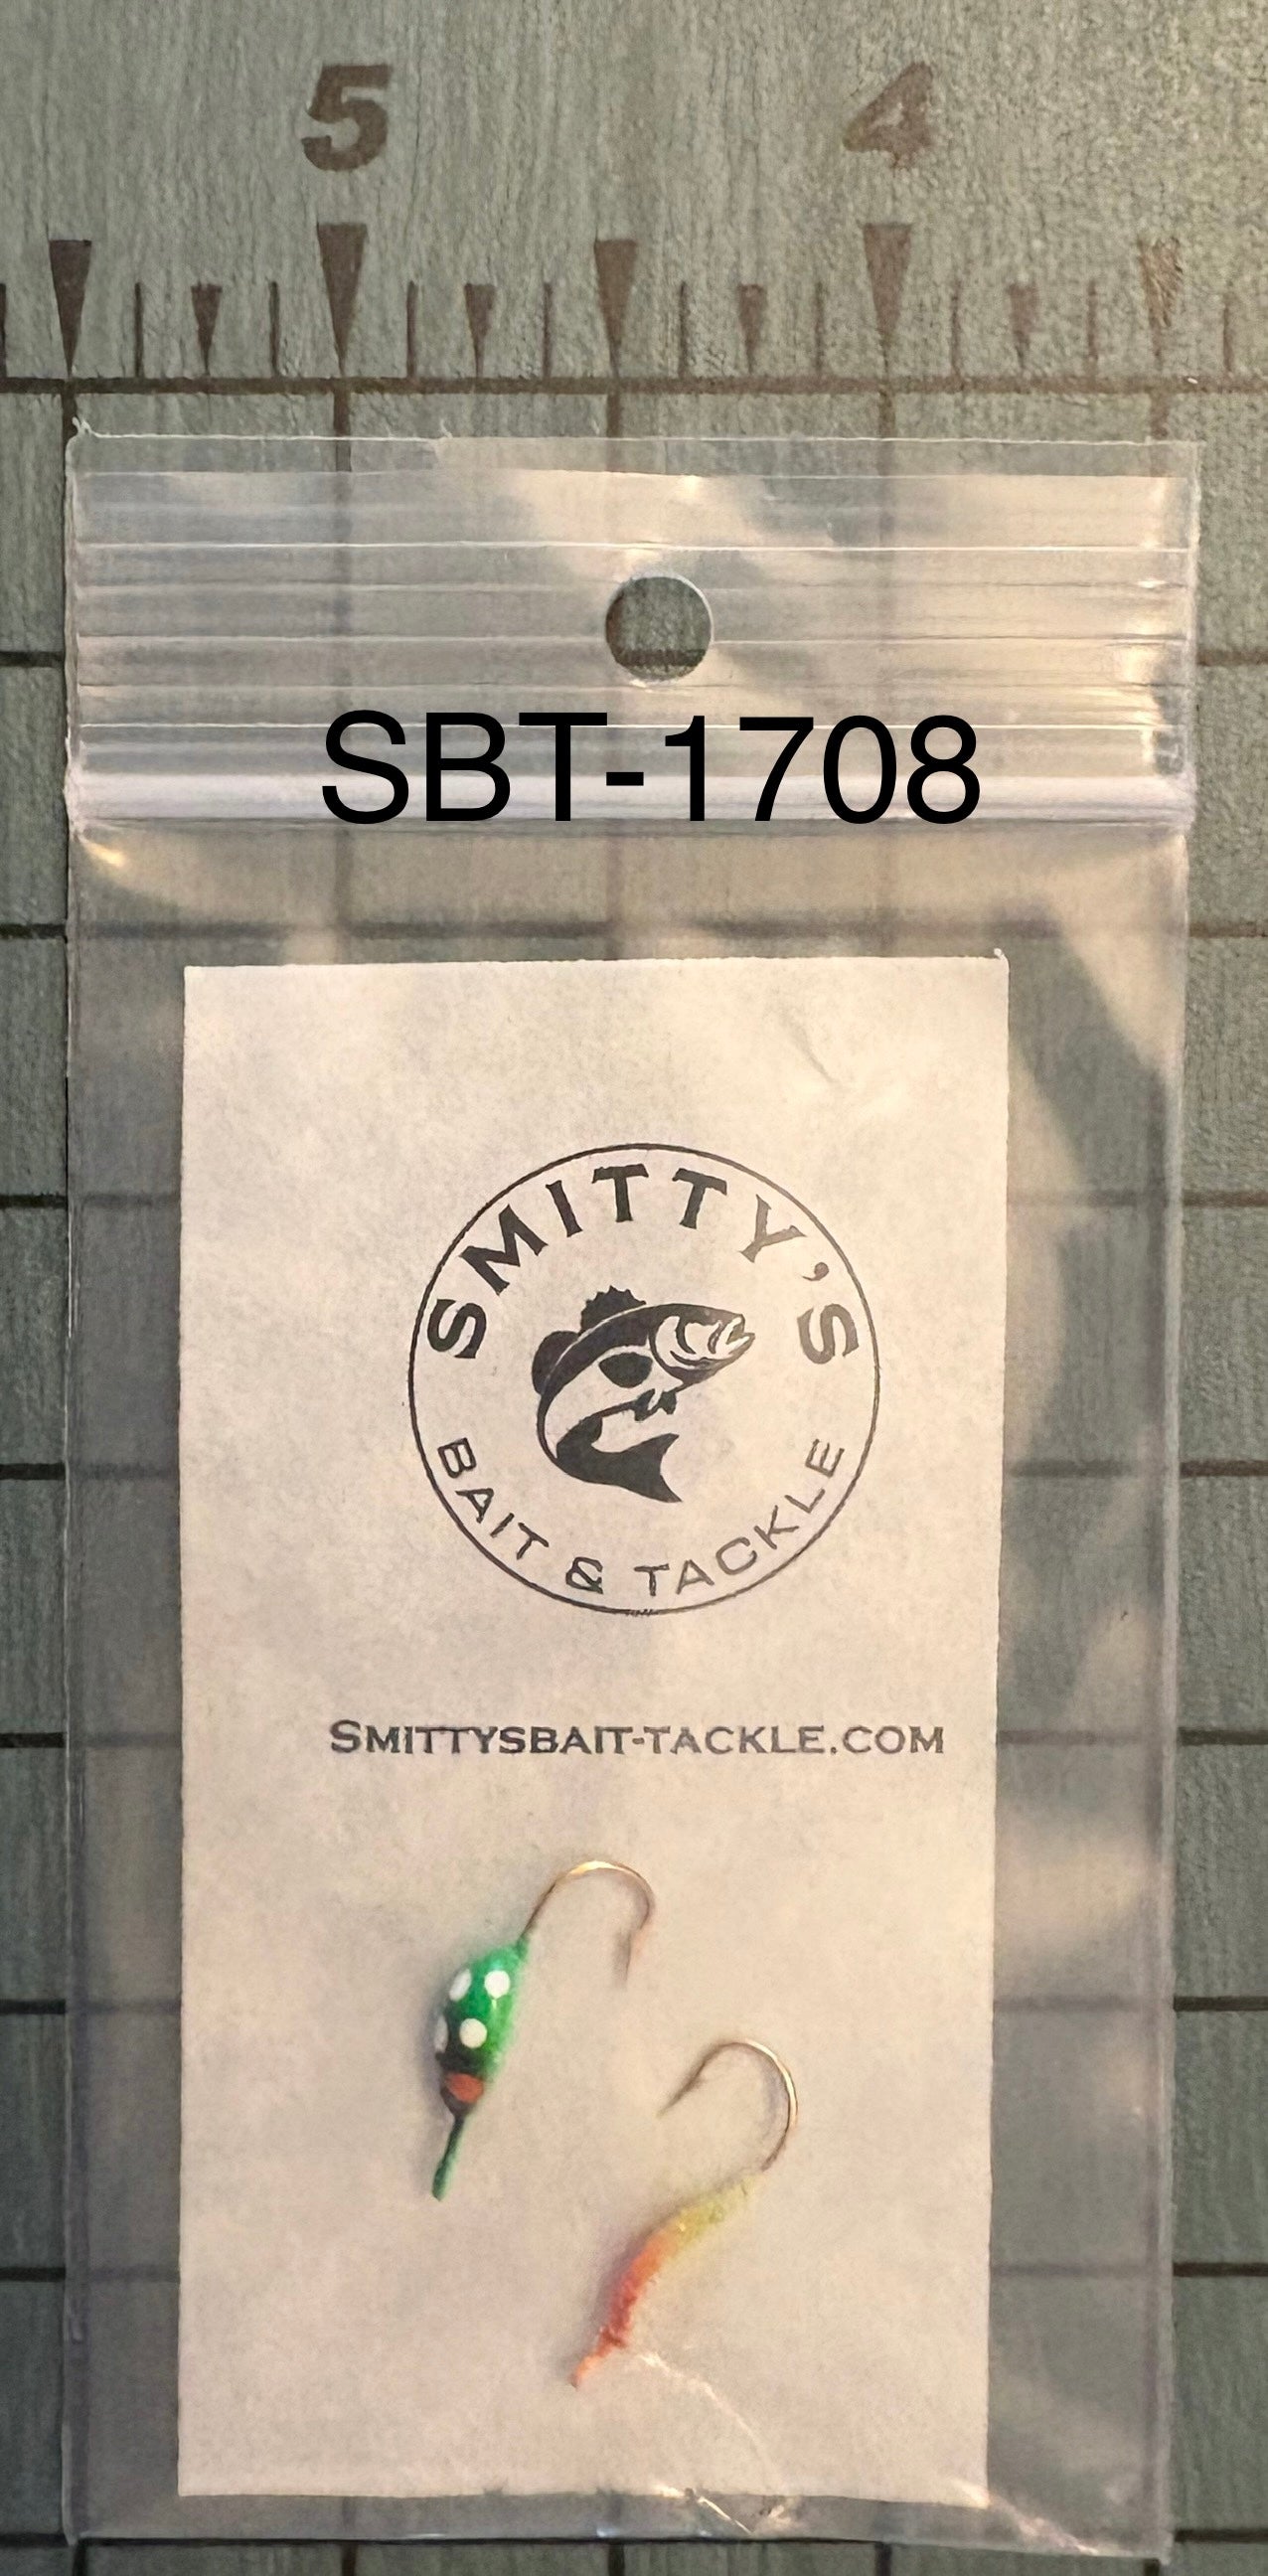 5 4
SBT-1708
SMITTY'S
BAIT & TACKLE
SMITTYSBAIT-TACKLE.COM